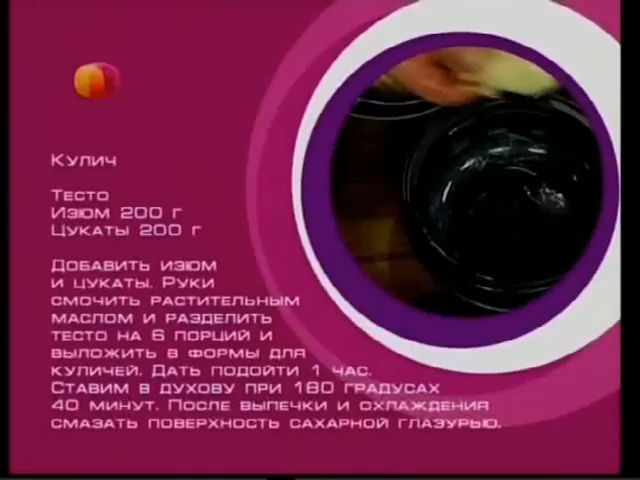 Кулич
Тесто
Изюм 200 г
Цукаты 200 г
Добавить изюм
и цукаты. Руки
смочить растительным
маслом и разделить
тесто на 6 порций и
выложить в формы для
куличей. Дать подойти 1 час.
Ставим в духову при 180 градусах
40 минут. После выпечки и охлаждения
смазать поверхность сахарной глазурью.